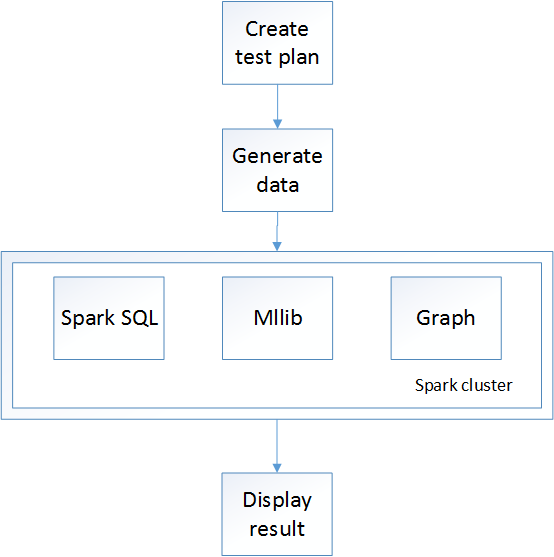 Create
test plan
Generate
data
Spark SQL
Mllib
Graph
Spark cluster
Display
result